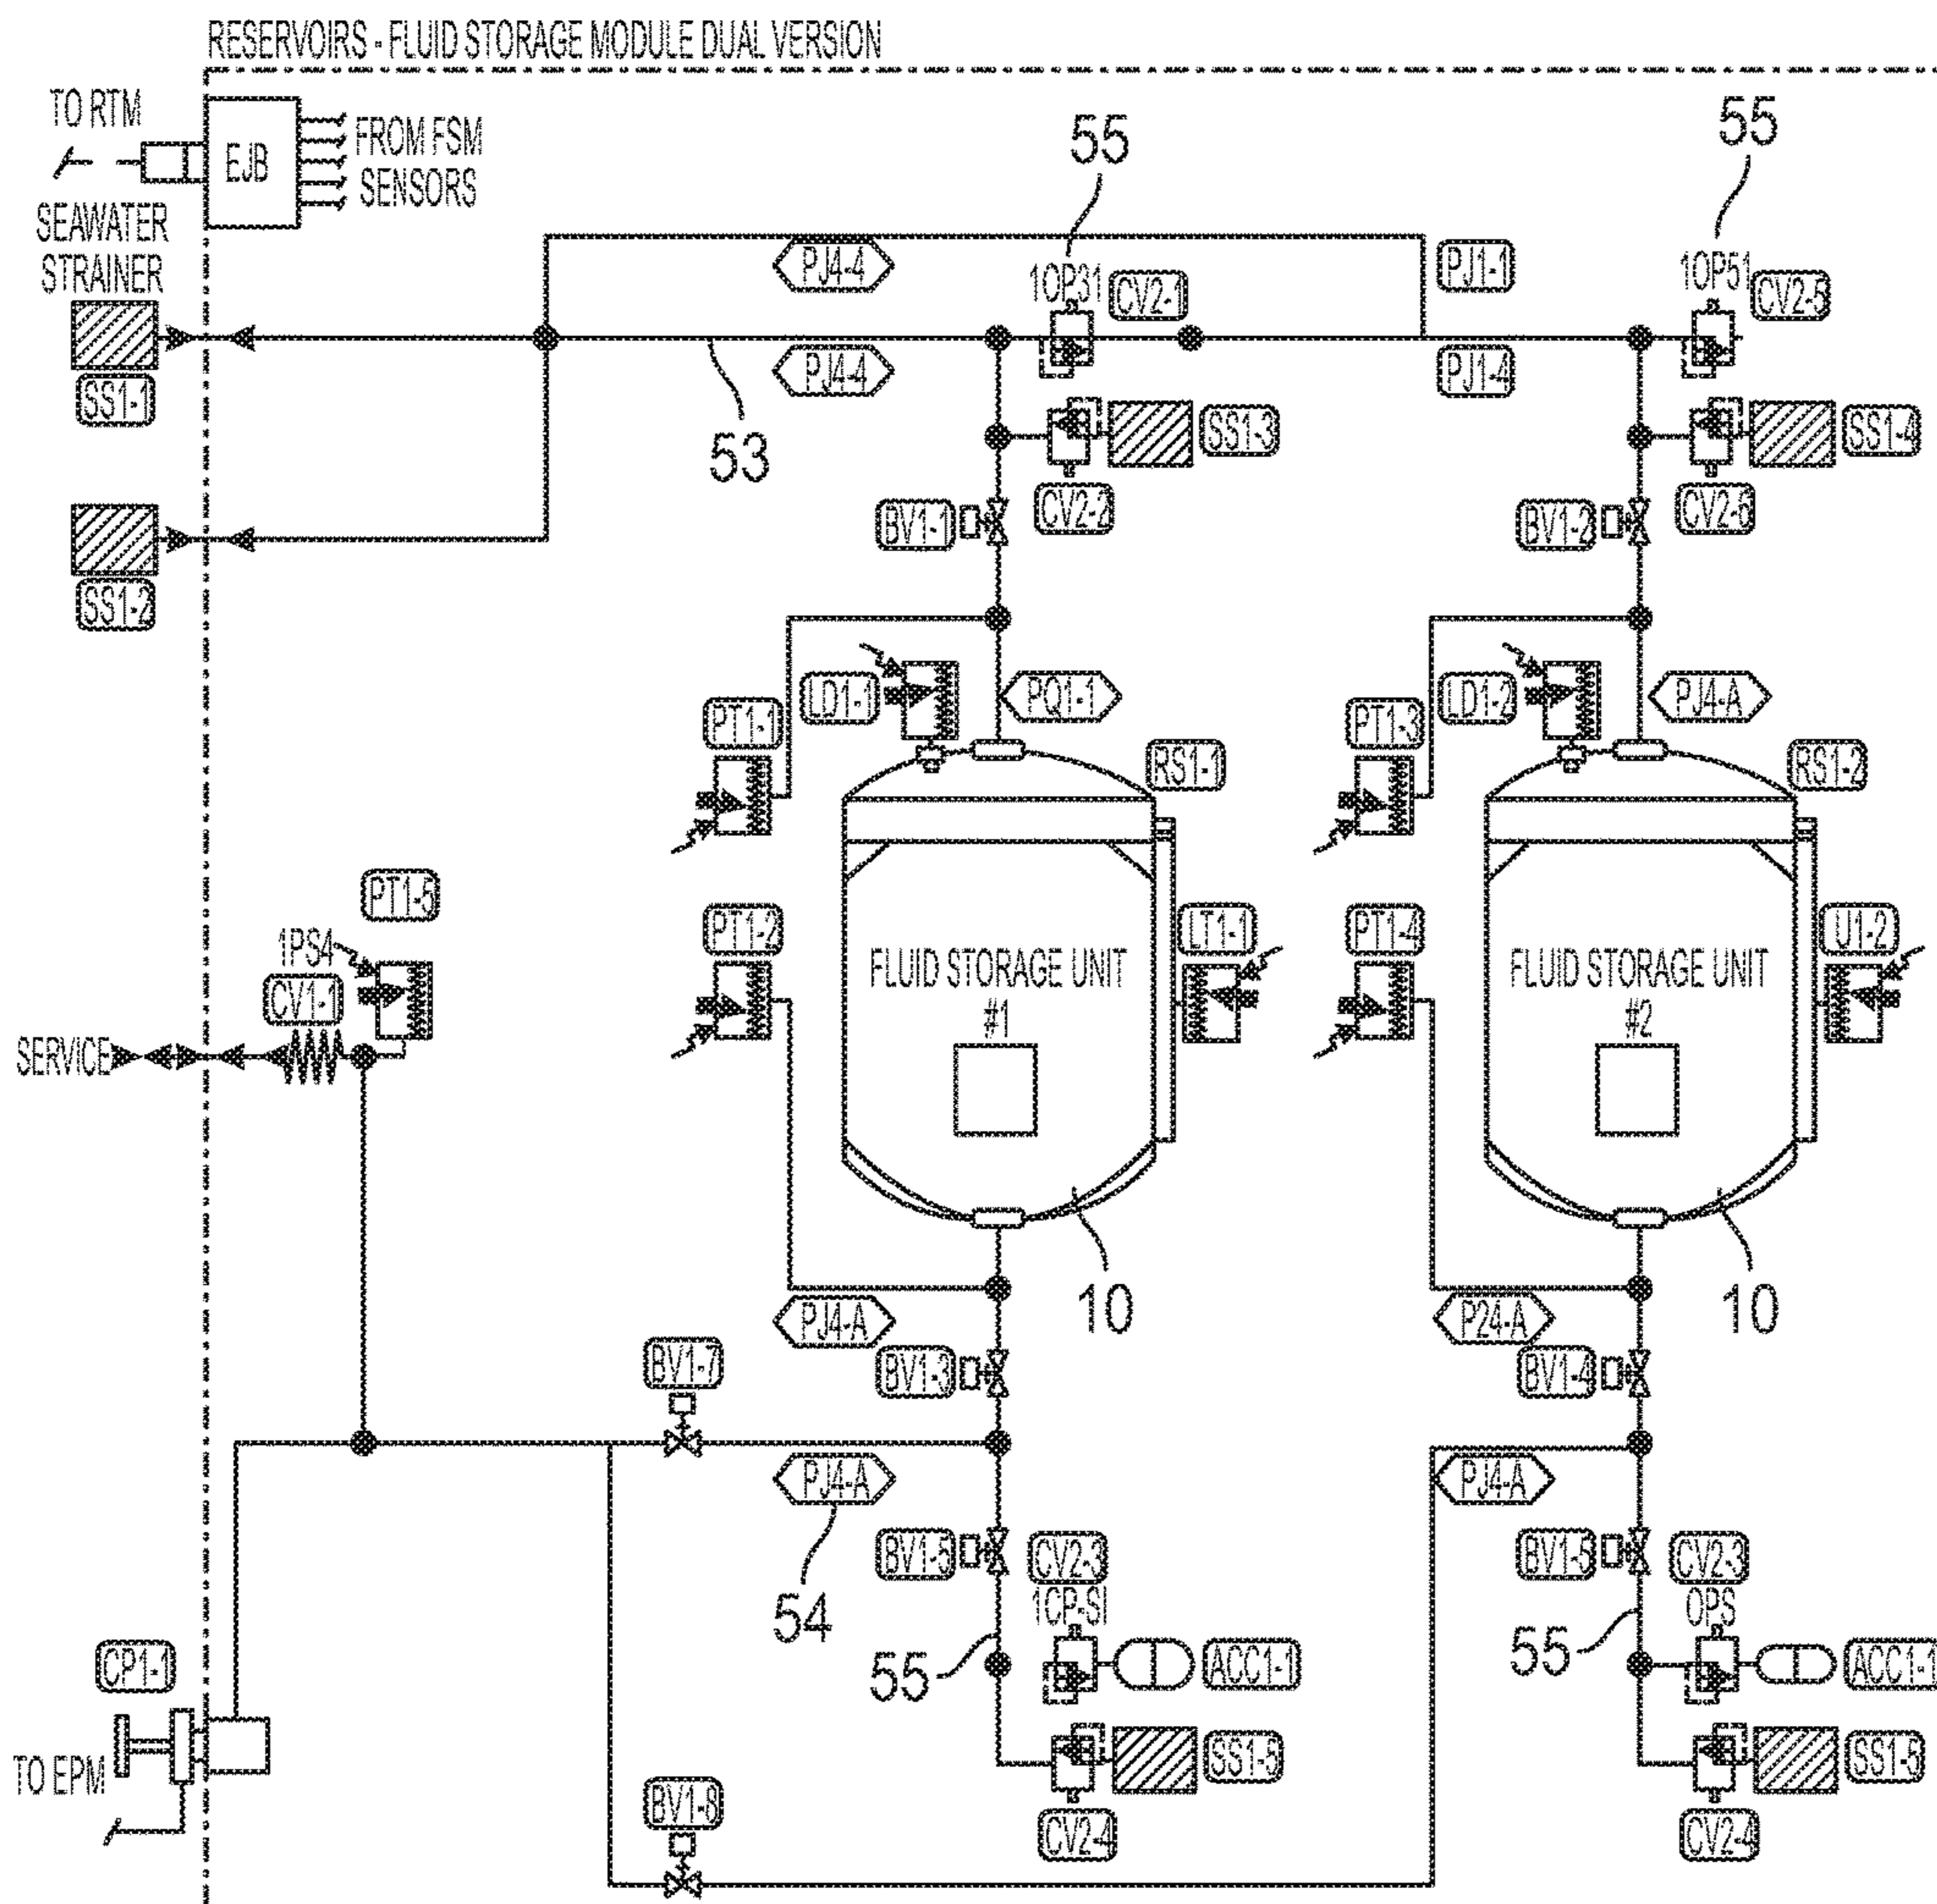 RESERVOIRS - FLUID STORAGE MODULE DUAL VERSION
TO RTM
EJB
FROM FSM
SENSORS
55
55
SEAWATER
STRAINER
PJ4-4
1OP31
CV2-1
PJ1-1
1OP51
CV2-5
SS1-1
PJ4-4
PJ1-4
53
SS1-3
SS1-4
BV1-1
CV2-2
BV1-2
CV2-6
SS1-2
LD1-1
PQ1-1
LD1-2
PJ4-A
PT1-1
RS1-1
PT1-3
RS1-2
PT1-5
1PS4
CV1-1
PT1-2
LT1-1
PT1-4
U1-2
FLUID STORAGE UNIT
#1
FLUID STORAGE UNIT
#2
SERVICE
10
10
PJ4-A
P24-A
BV1-7
BV1-3
BV1-4
PJ4-A
PJ4-A
54
BV1-5
CV2-3
1CP-SI
BV1-5
CV2-3
OPS
55
55
CP1-1
ACC1-1
ACC1-1
TO EPM
SS1-5
SS1-5
BV1-8
CV2-4
CV2-4